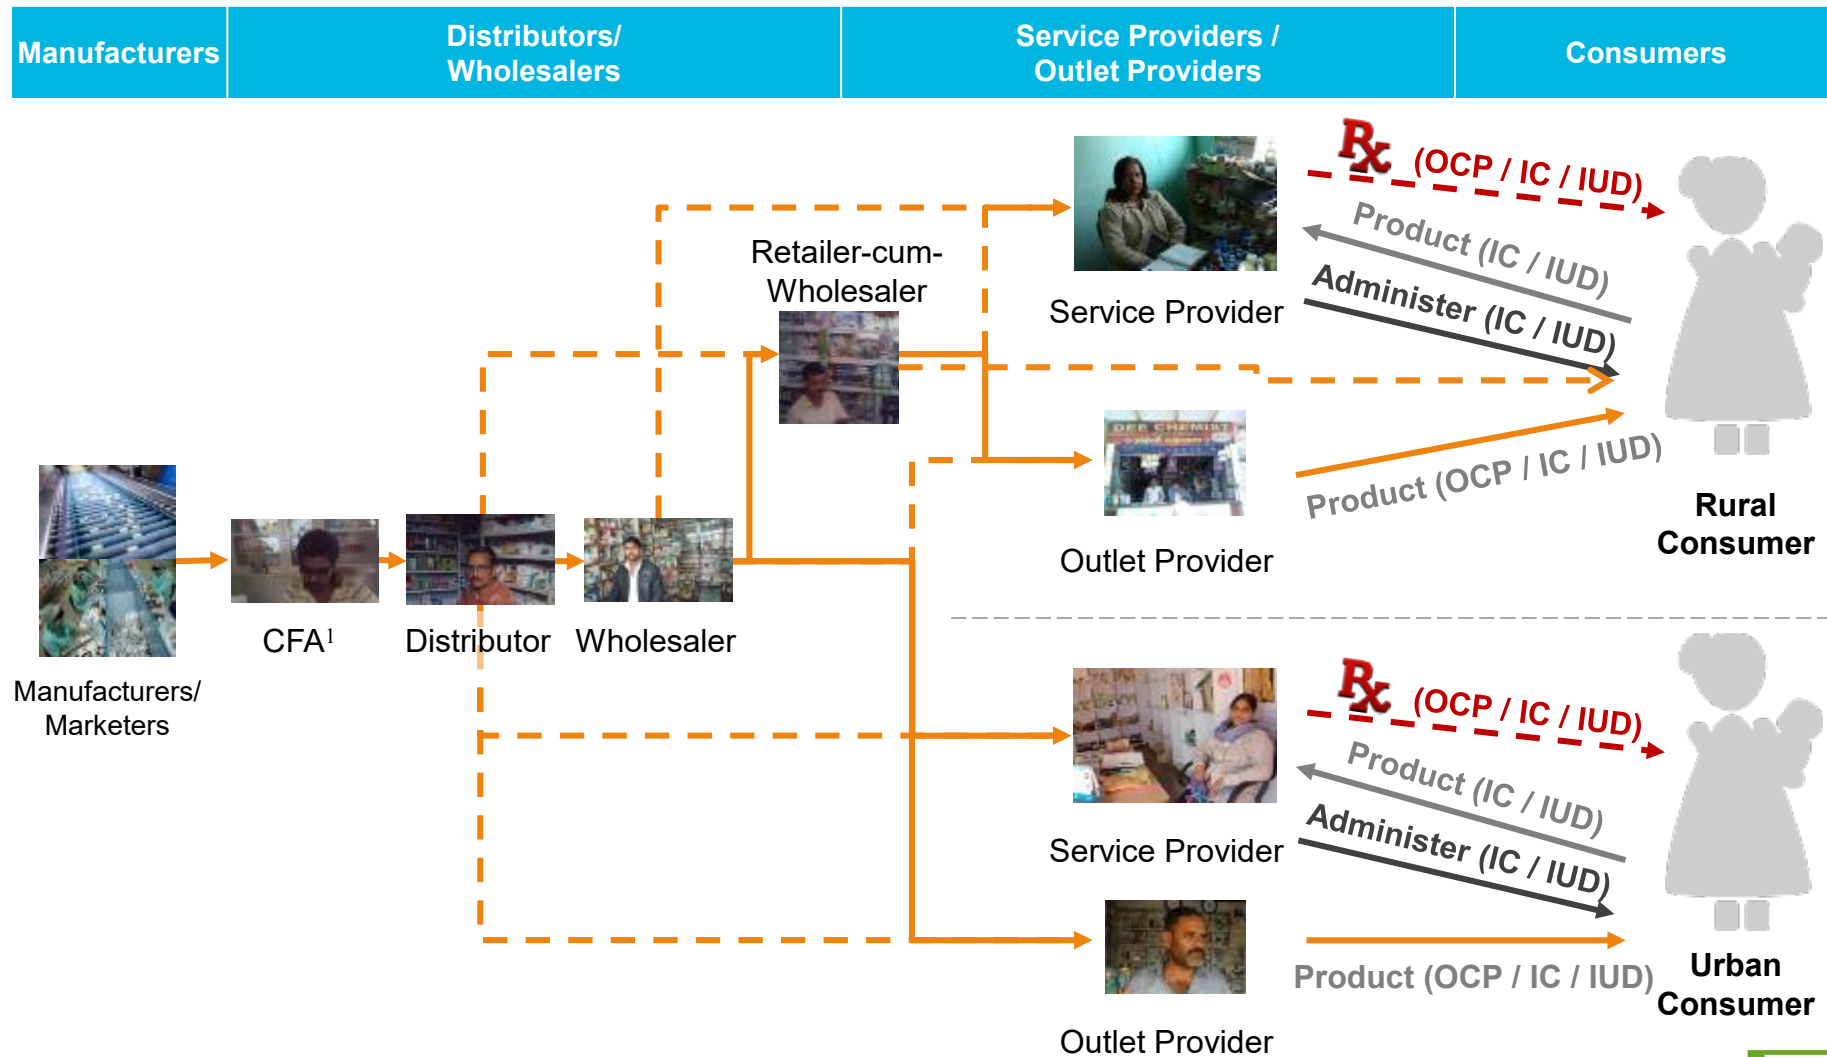 Manufacturers
Distributors/
Wholesalers
Service Providers /
Outlet Providers
Consumers
Rx (OCP / IC / IUD)
Product (IC / IUD)
Administer (IC / IUD)
Retailer-cum-
Wholesaler
Service Provider
DEE CHEMIST
Product (OCP / IC / IUD)
Rural
Consumer
Outlet Provider
CFA1
Distributor
Wholesaler
Manufacturers/
Marketers
Rx (OCP / IC / IUD)
Product (IC / IUD)
Administer (IC / IUD)
Service Provider
Product (OCP / IC / IUD)
Urban
Consumer
Outlet Provider